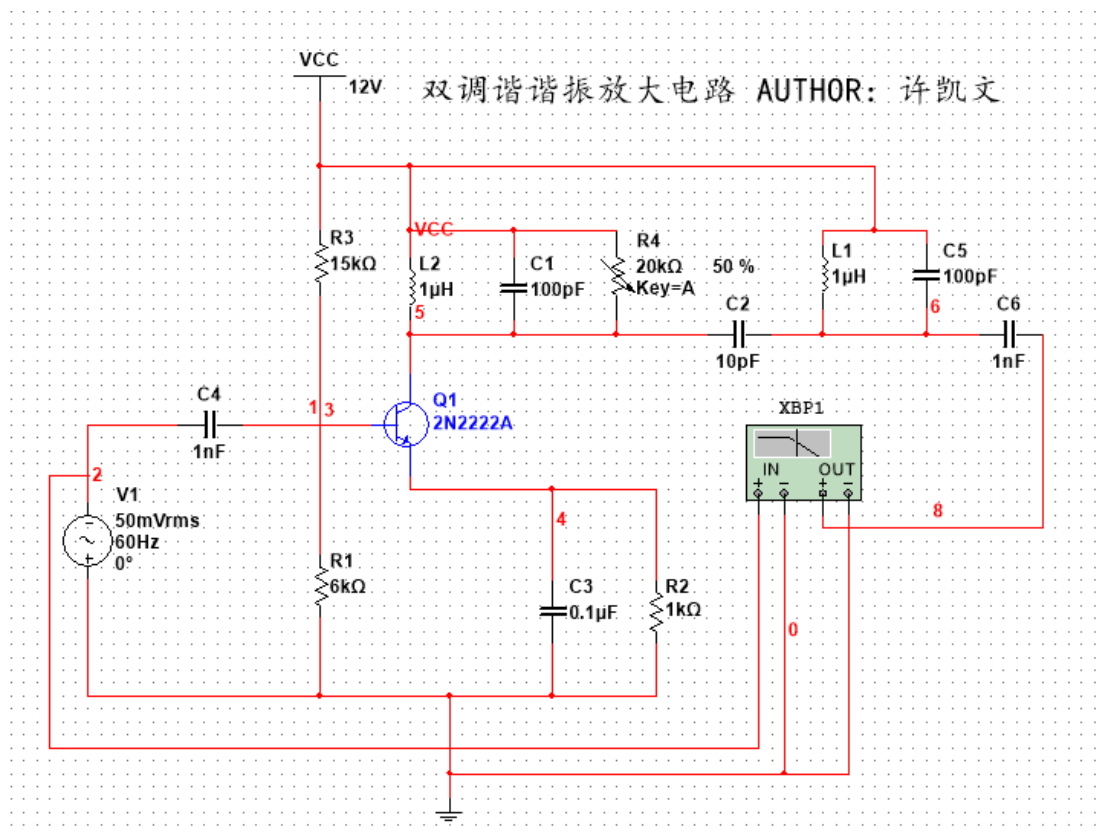 VCC
12V
双调谐谐振放大电路 AUTHOR: 许凯文
VCC
R3
15kΩ
L2
1µH
5
C1
100pF
R4
20kΩ
Key=A
50 %
L1
1µH
C5
100pF
6
C2
10pF
C6
1nF
C4
1nF
1
3
Q1
2N2222A
XBP1
IN
OUT
+
−
+
−
8
2
V1
50mVrms
60Hz
0°
4
R1
6kΩ
C3
0.1µF
R2
1kΩ
0